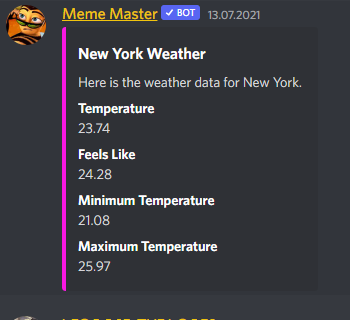 Meme Master ✓ BOT 13.07.2021
New York Weather
Here is the weather data for New York.
Temperature
23.74
Feels Like
24.28
Minimum Temperature
21.08
Maximum Temperature
25.97